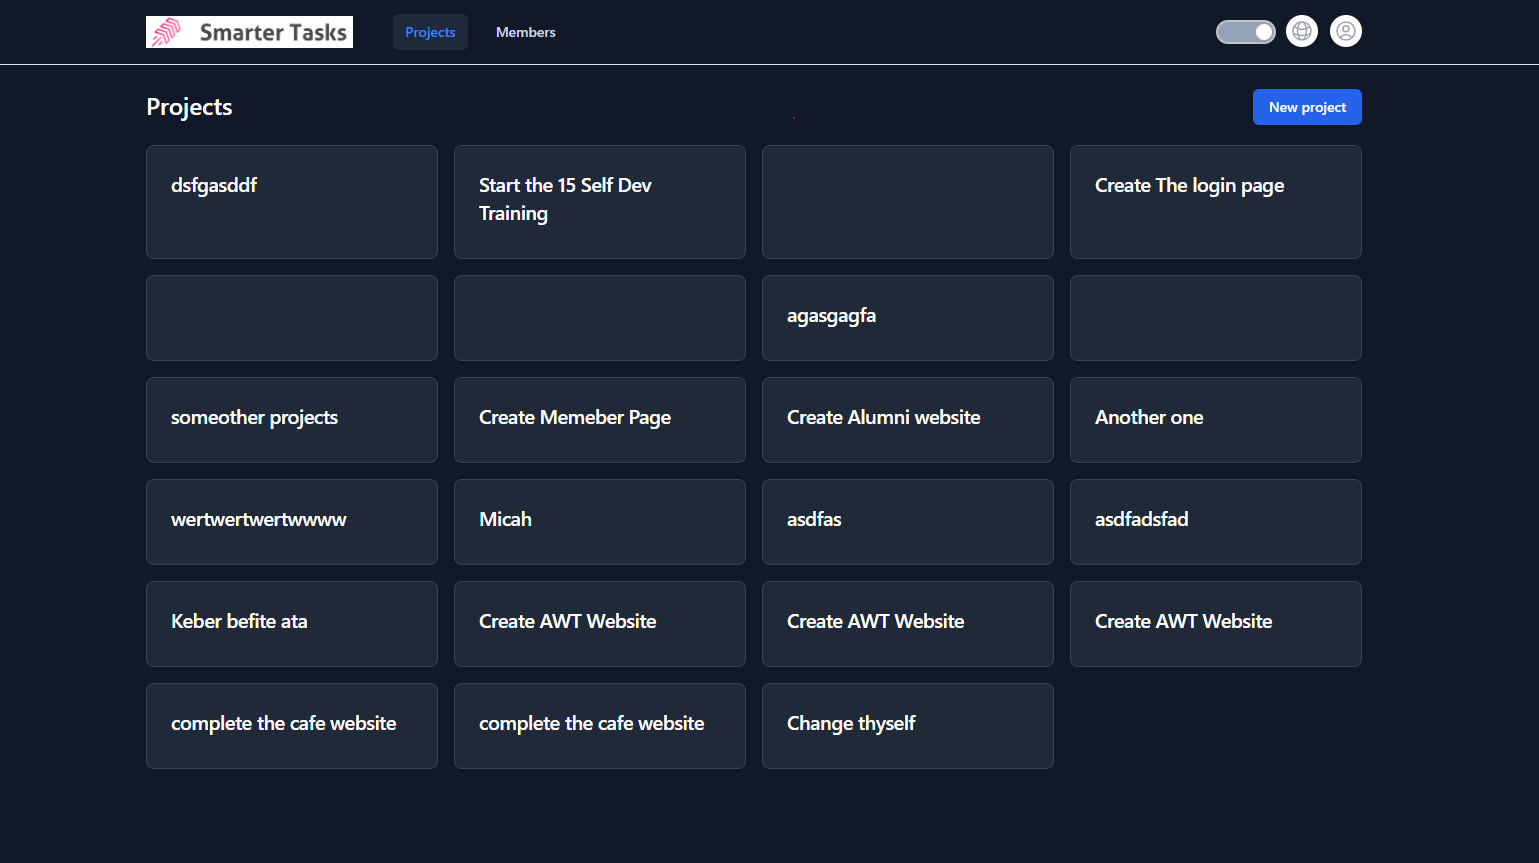 Smarter Tasks
Projects
Members
Projects
New project
dsfgasddf
Start the 15 Self Dev
Training
Create The login page
agasgagfa
someother projects
Create Memeber Page
Create Alumni website
Another one
wertwertwertwwww
Micah
asdfas
asdfadsfad
Keber befite ata
Create AWT Website
Create AWT Website
Create AWT Website
complete the cafe website
complete the cafe website
Change thyself